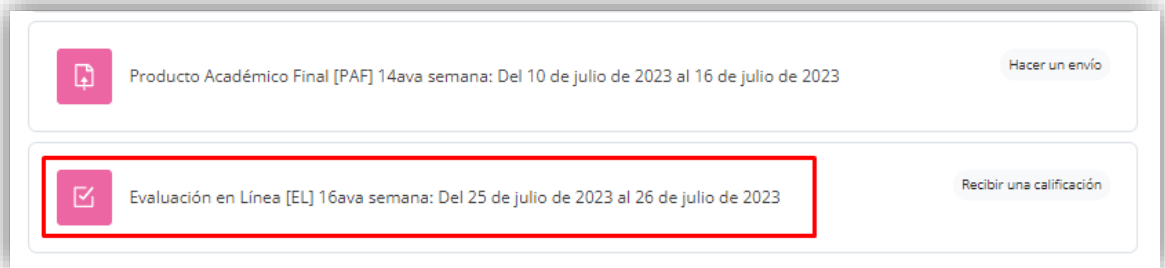 Producto Académico Final [PAF] 14ava semana: Del 10 de julio de 2023 al 16 de julio de 2023
Hacer un envío
Evaluación en Línea [EL] 16ava semana: Del 25 de julio de 2023 al 26 de julio de 2023
Recibir una calificación